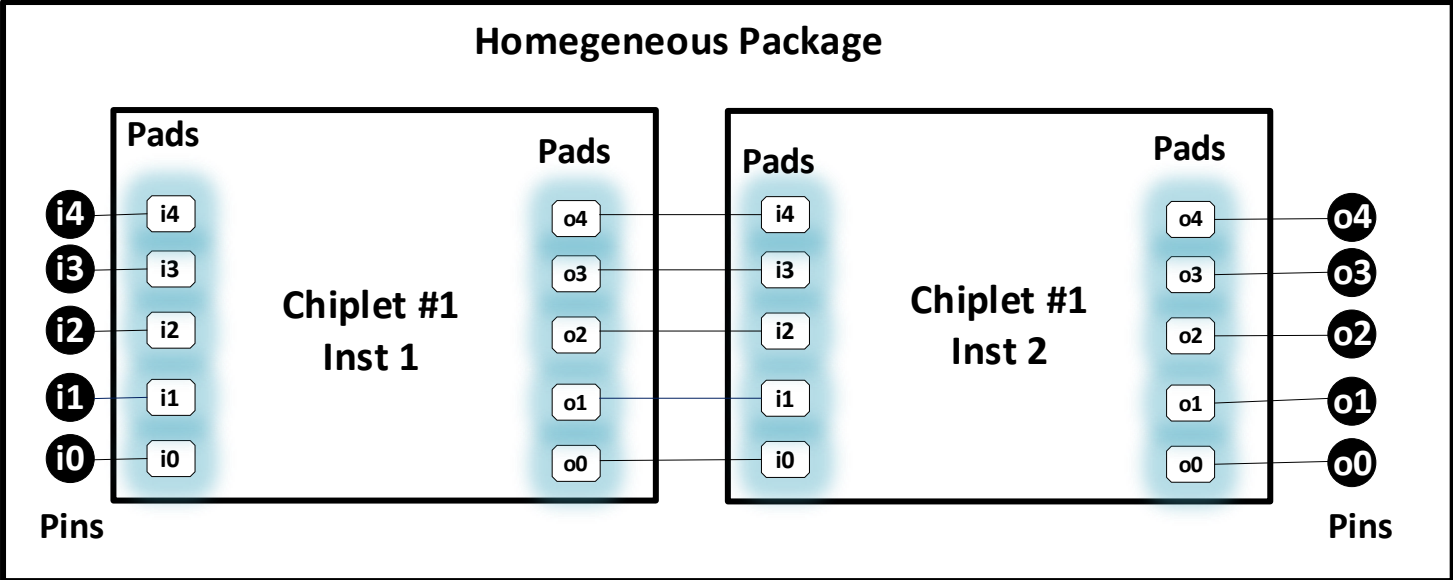 Homegeneous Package
Pads
Pads
Pads
Pads
i4 i4 o4 i4 o4 o4
i3 i3 o3 i3 o3 o3
Chiplet #1
Inst 1
Chiplet #1
Inst 2
i2 i2 o2 i2 o2 o2
i1 i1 o1 i1 o1 o1
i0 i0 o0 i0 o0 o0
Pins
Pins